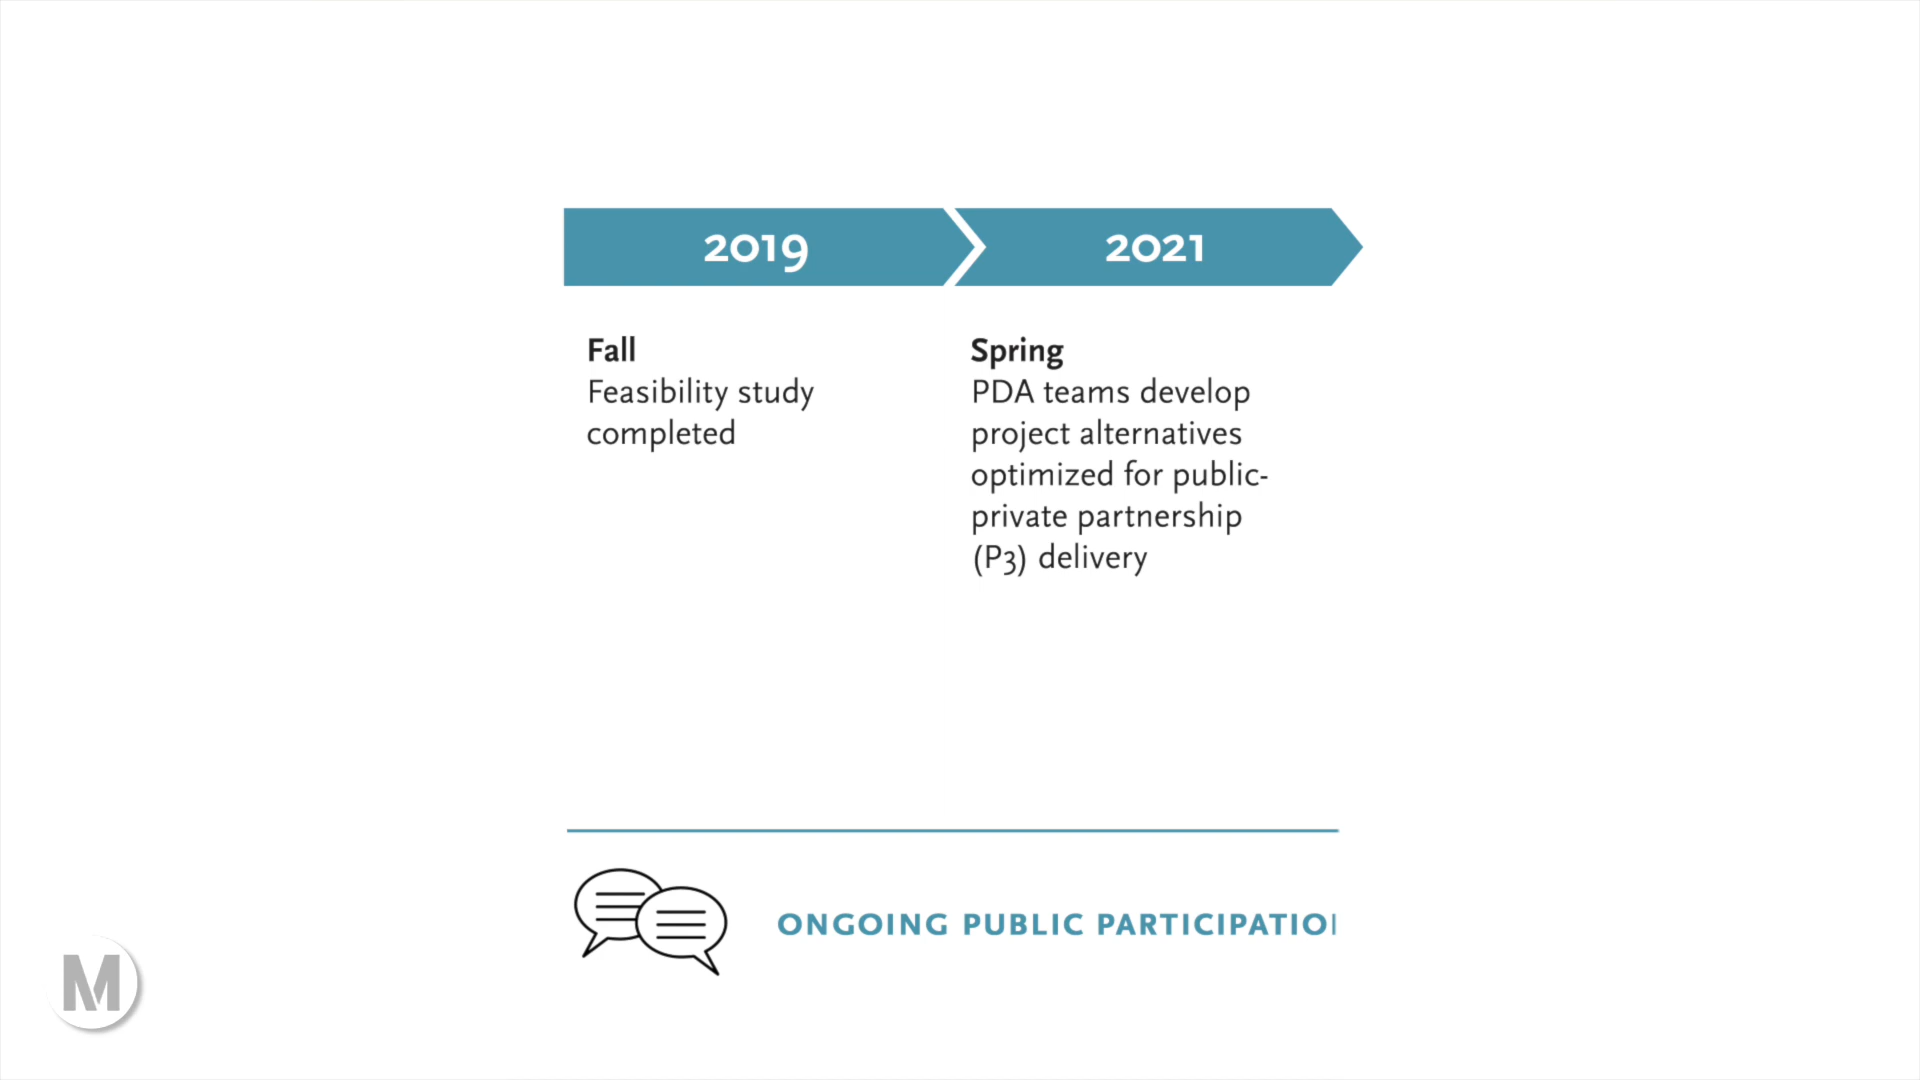 2019
2021
Fall
Feasibility study
completed
Spring
PDA teams develop
project alternatives
optimized for public-
private partnership
(P3) delivery
ONGOING PUBLIC PARTICIPATIO
M